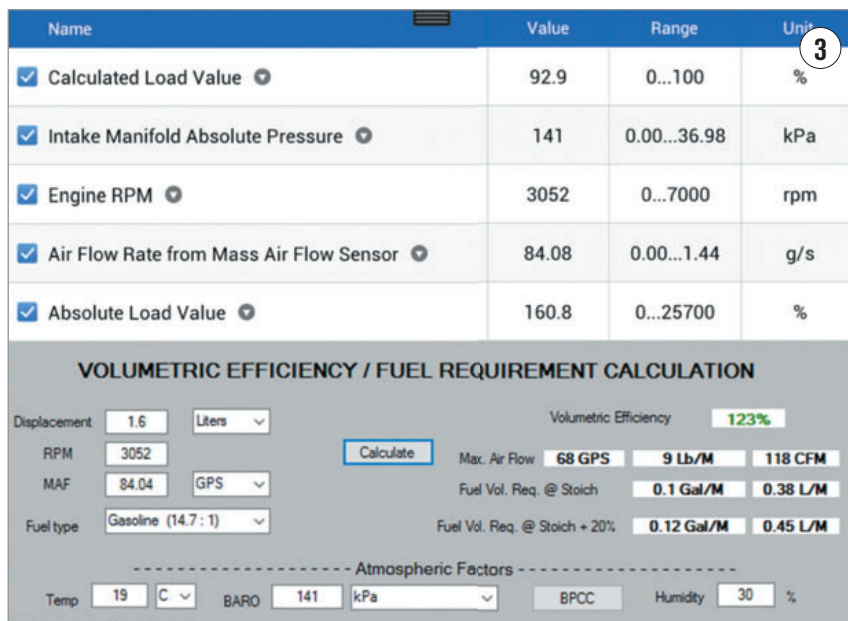 Name Value Range Unit
3
Calculated Load Value 92.9 0...100 %
Intake Manifold Absolute Pressure 141 0.00...36.98 kPa
Engine RPM 3052 0...7000 rpm
Air Flow Rate from Mass Air Flow Sensor 84.08 0.00...1.44 g/s
Absolute Load Value 160.8 0...25700 %
VOLUMETRIC EFFICIENCY / FUEL REQUIREMENT CALCULATION
Displacement 1.6 Liters Volumetric Efficiency 123%
RPM 3052 Calculate Max. Air Flow 68 GPS 9 Lb/M 118 CFM
MAF 84.04 GPS Fuel Vol. Req. @ Stoich 0.1 Gal/M 0.38 L/M
Fuel type Gasoline (14.7 : 1) Fuel Vol. Req. @ Stoich + 20% 0.12 Gal/M 0.45 L/M
- - - - - - - - - - - - - - - - - - - - Atmospheric Factors - - - - - - - - - - - - - - - - - - - -
Temp 19 C BARO 141 kPa BPCC Humidity 30 %